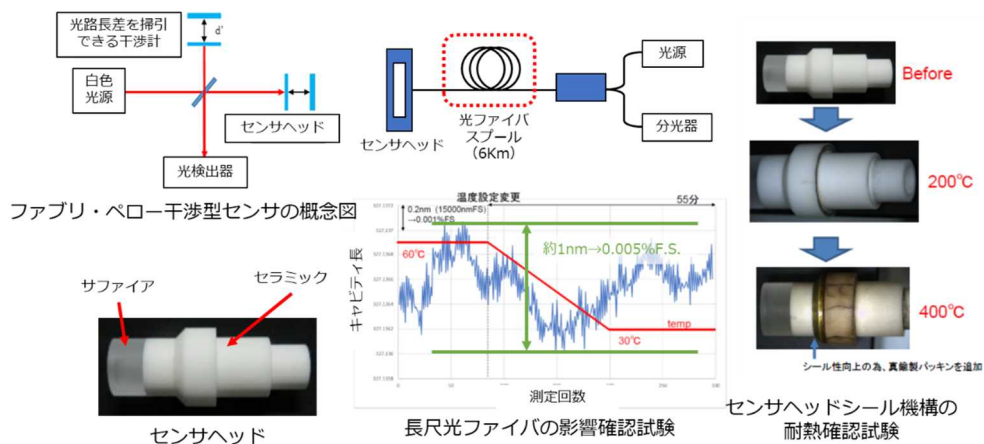 光路長差を掃引
できる干渉計
d'
白色
光源
センサヘッド
光検出器
ファブリ・ペロー干渉型センサの概念図
センサヘッド
光ファイバ
スプール
（6Km）
光源
分光器
サファイア
セラミック
センサヘッド
温度設定変更
55分
0.2nm (15000nmFS)
→0.001%FS
約1nm→0.005%F.S.
60℃
30℃
temp
キャビティ長
測定回数
長尺光ファイバの影響確認試験
Before
200℃
400℃
シール性向上の為、真鍮製パッキンを追加
センサヘッドシール機構の
耐熱確認試験